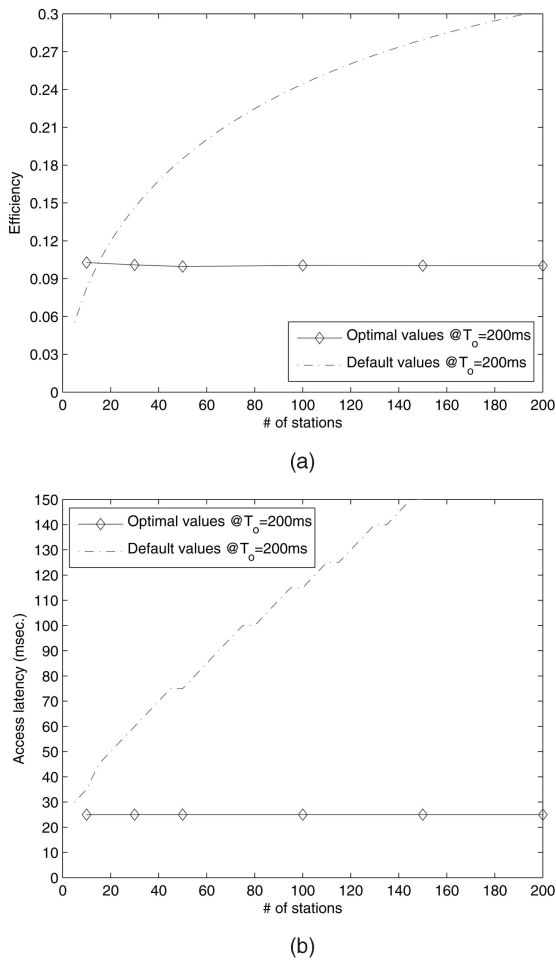 0.3
0.27
0.24
0.21
0.18
0.15
0.12
0.09
0.06
0.03
0
Efficiency
Optimal values @T_o=200ms
Default values @T_o=200ms
0 20 40 60 80 100 120 140 160 180 200
# of stations
(a)
150
140
130
120
110
100
90
80
70
60
50
40
30
20
10
0
Access latency (msec.)
Optimal values @T_o=200ms
Default values @T_o=200ms
0 20 40 60 80 100 120 140 160 180 200
# of stations
(b)